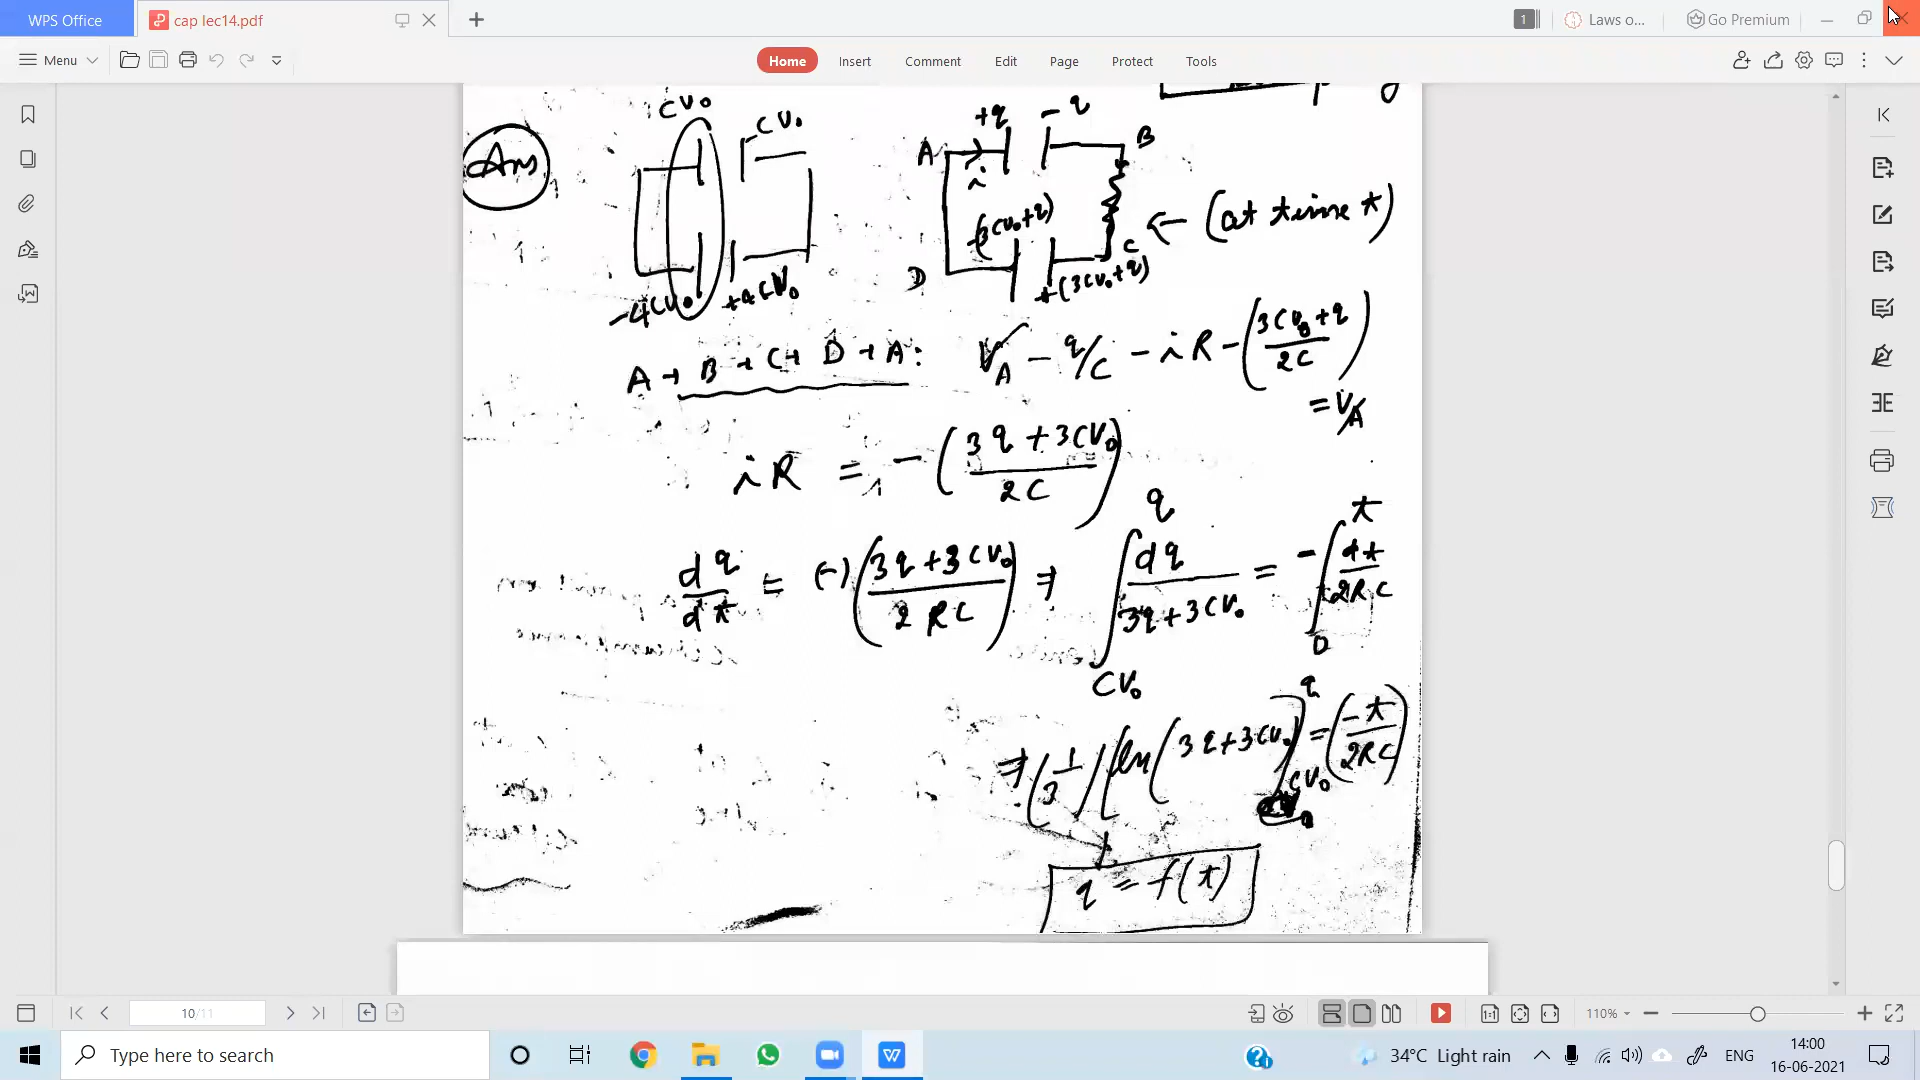 WPS Office
cap lec14.pdf
1
Laws o...
Go Premium
Menu
Home
Insert
Comment
Edit
Page
Protect
Tools
Ans
CV₀
CV₀
-4CV₀
+4CV₀
+q
-q
A
B
i
-(3CV₀+q)
← (at time t)
C
D
+(3CV₀+q)
A → B → C → D → A: V_A - q/C - iR - (3CV₀+q / 2C)
= V_A
iR = - (3q + 3CV₀ / 2C)
dq/dt = (-) (3q + 3CV₀ / 2RC) ⇒ ∫_{CV₀}^{q} dq / 3q + 3CV₀ = - ∫_0^t dt / 2RC
⇒ (1/3) [ln (3q + 3CV₀)]_{CV₀}^{q} = (-t / 2RC)
q = f(t)
10/11
110%
Type here to search
34°C Light rain
ENG
14:00
16-06-2021